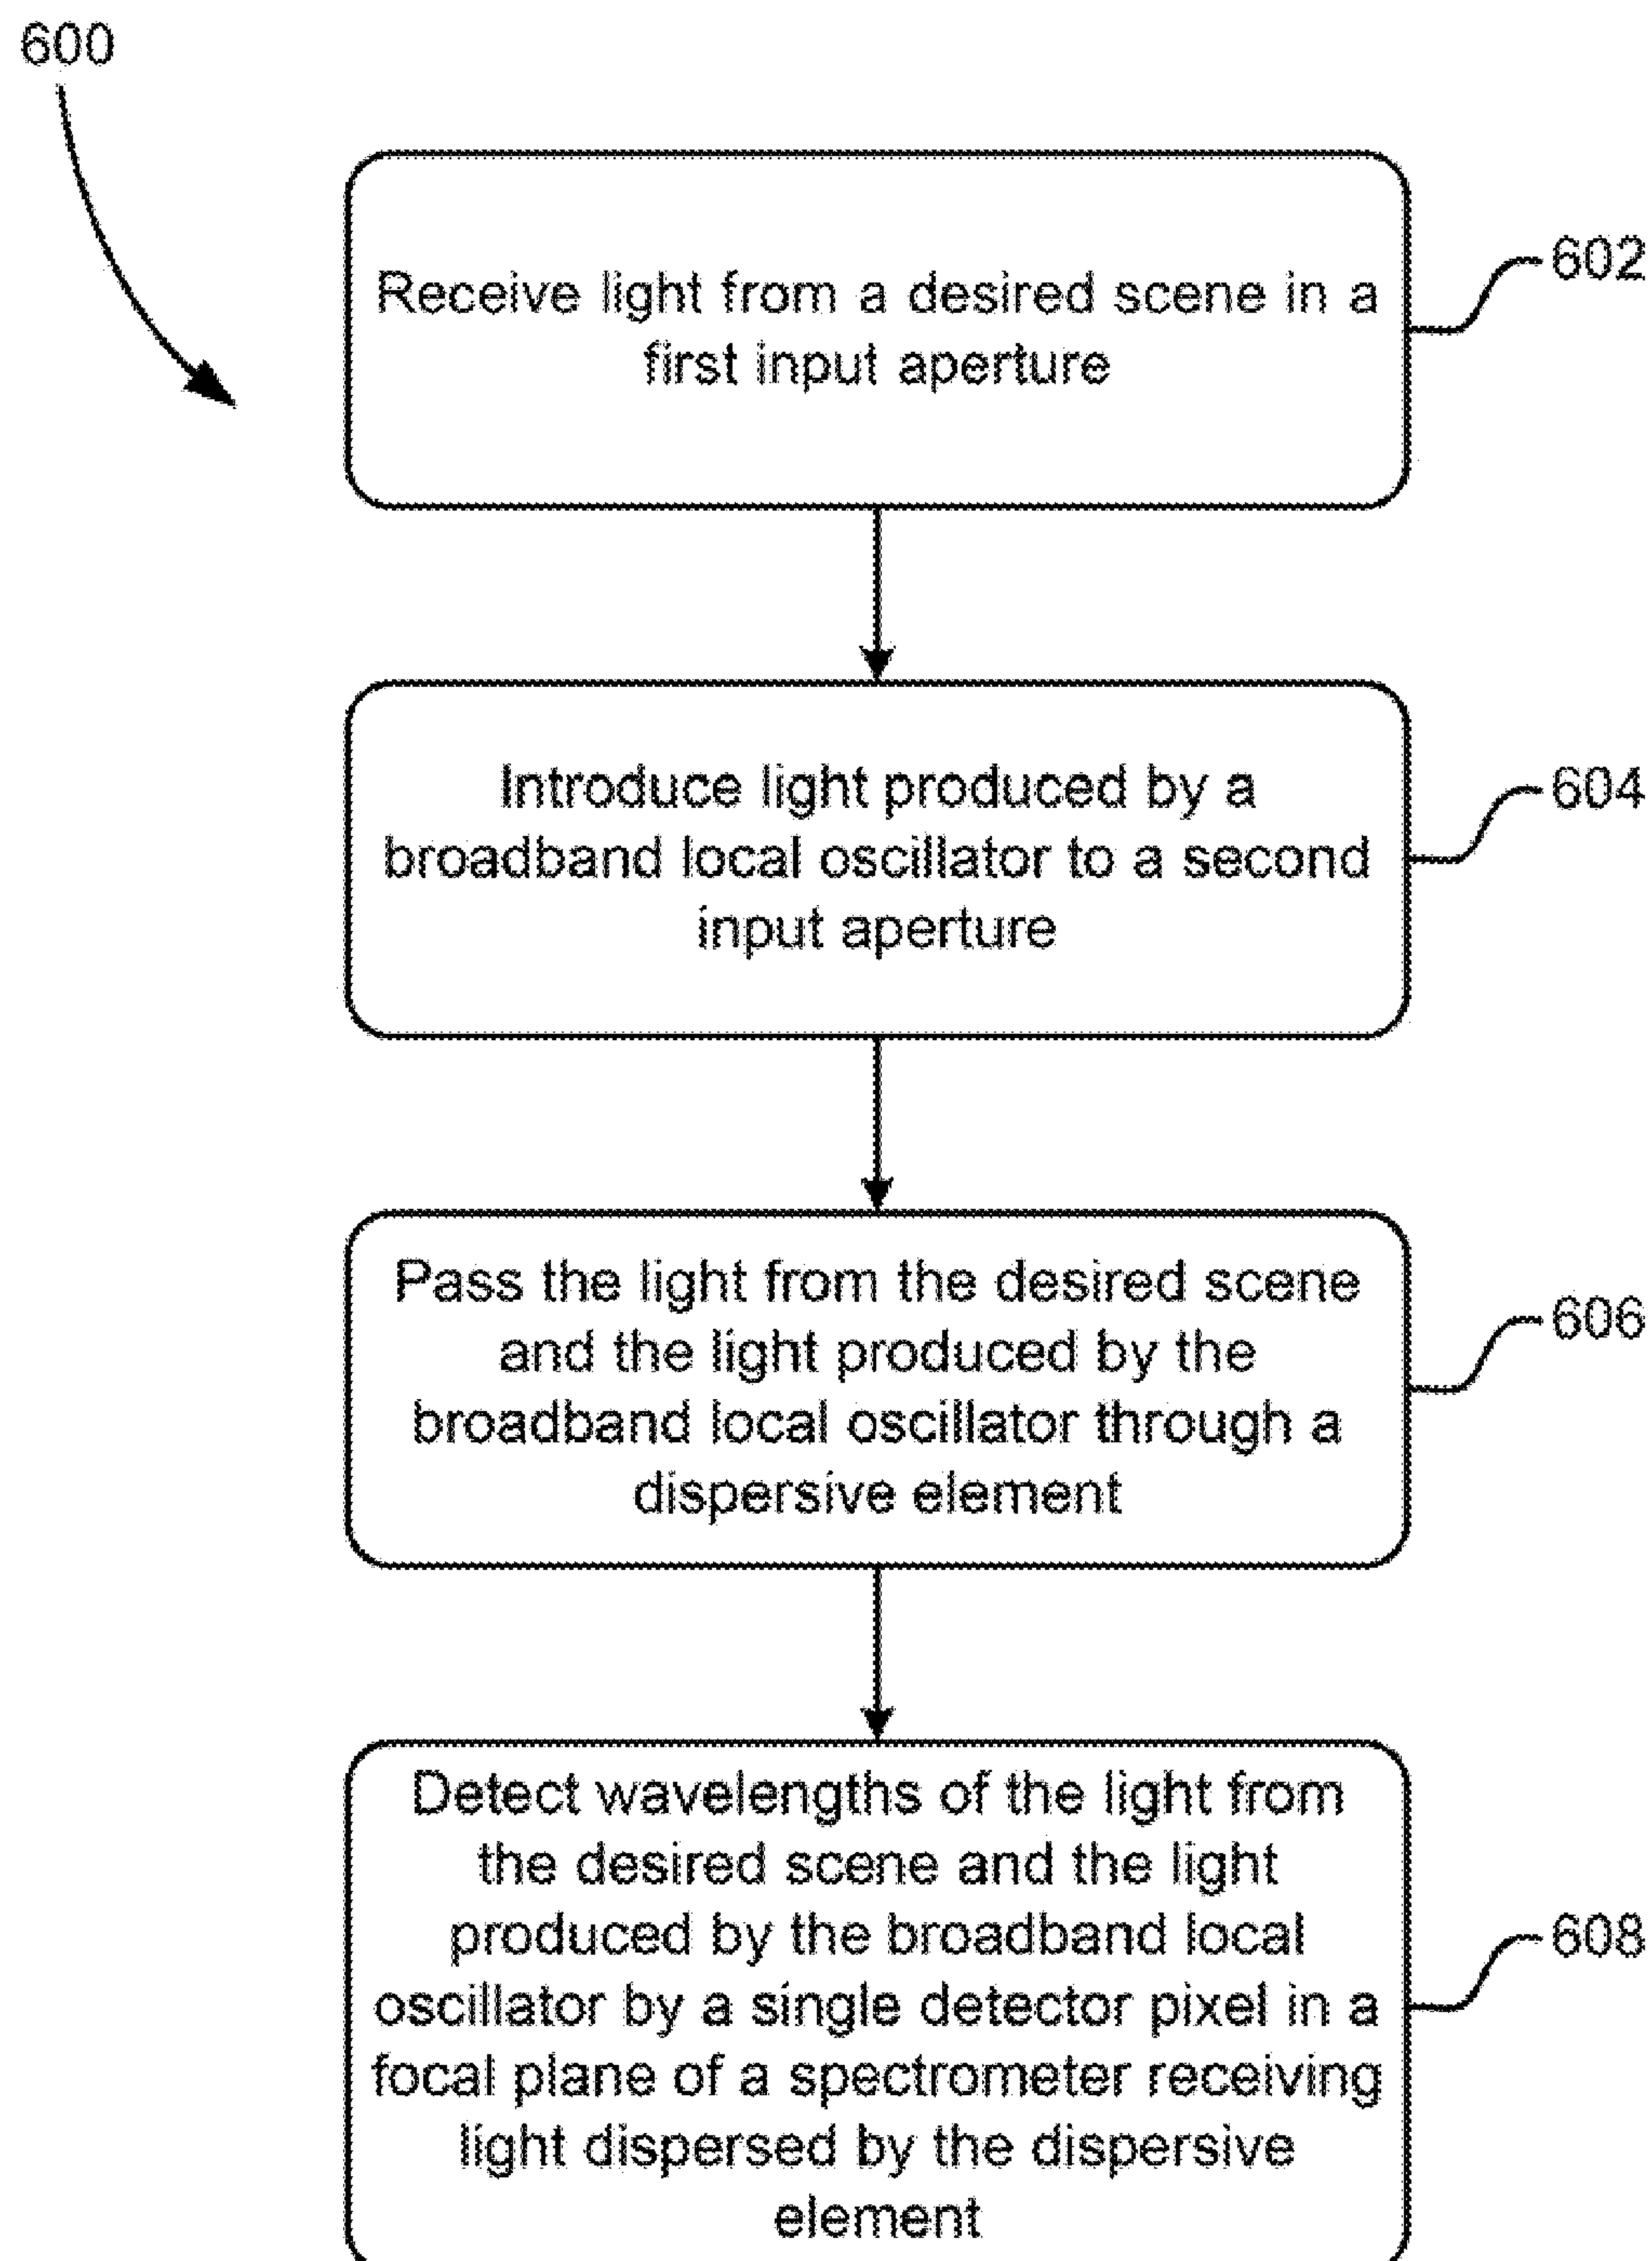 600
Receive light from a desired scene in a
first input aperture
602
Introduce light produced by a
broadband local oscillator to a second
input aperture
604
Pass the light from the desired scene
and the light produced by the
broadband local oscillator through a
dispersive element
606
Detect wavelengths of the light from
the desired scene and the light
produced by the broadband local
oscillator by a single detector pixel in a
focal plane of a spectrometer receiving
light dispersed by the dispersive
element
608